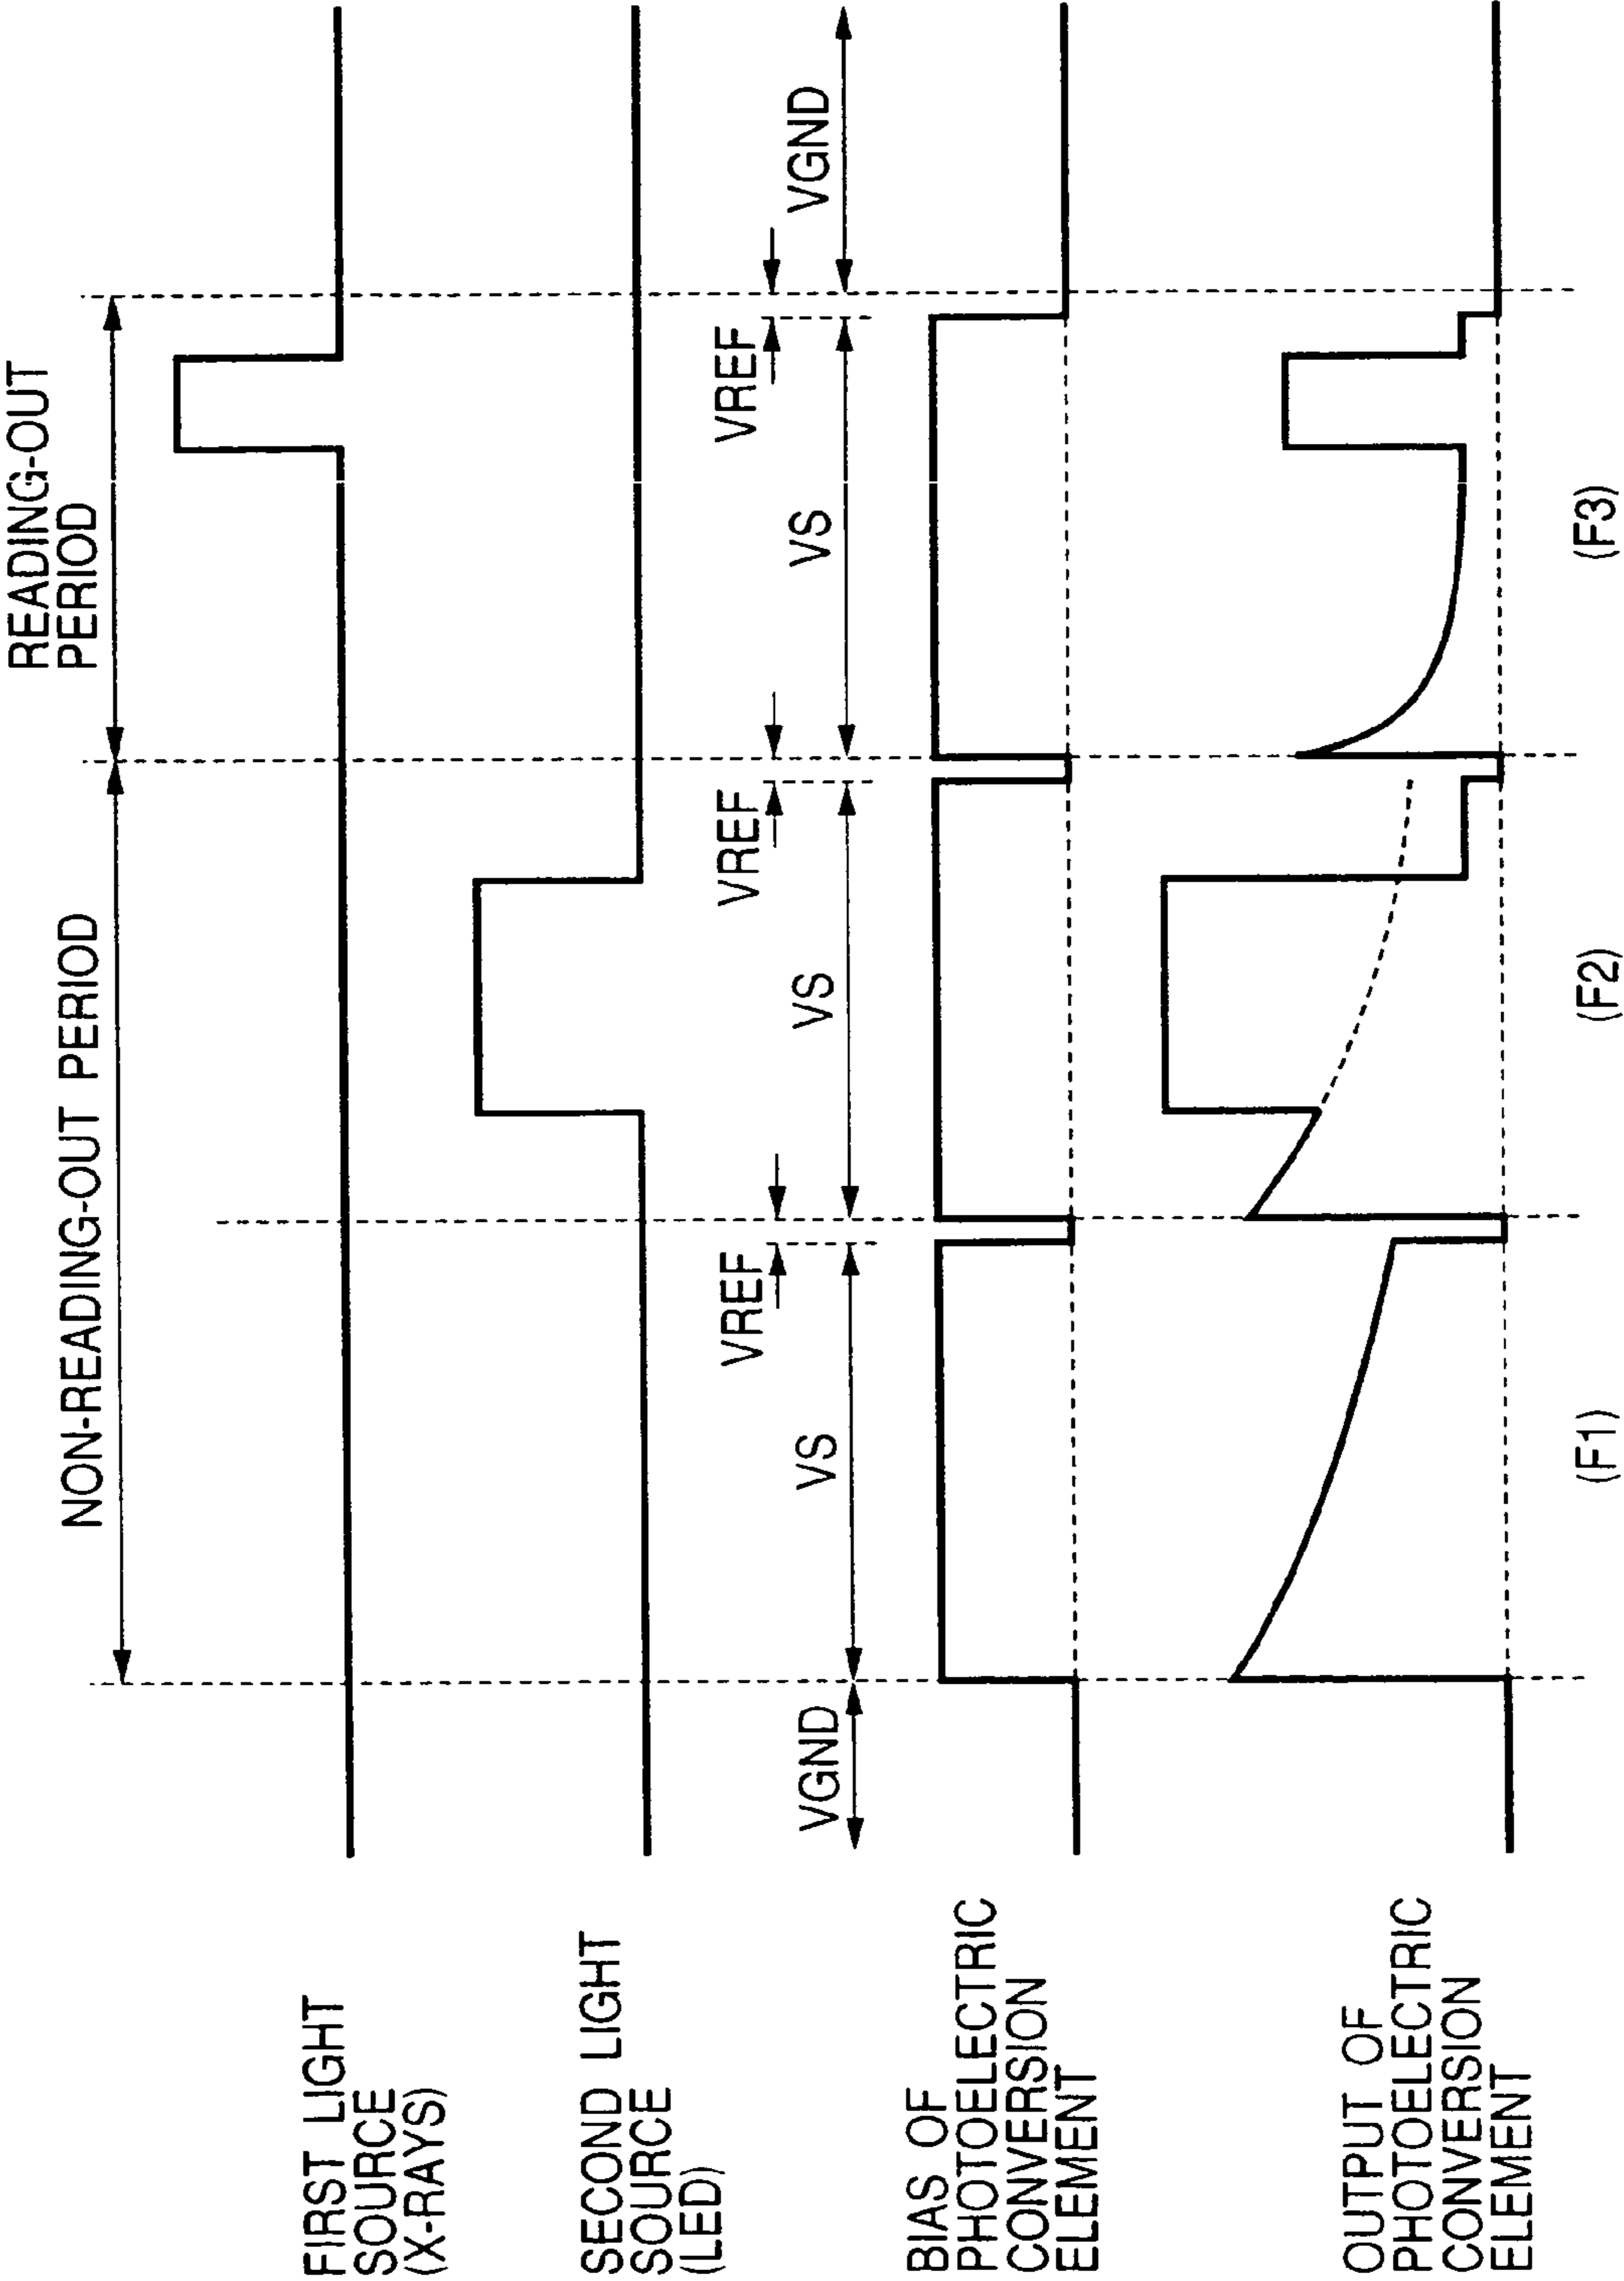 NON-READING-OUT PERIOD
READING-OUT
PERIOD
FIRST LIGHT
SOURCE
(X-RAYS)
SECOND LIGHT
SOURCE
(LED)
VGND
VS
VREF
VS
VREF
VS
VREF
VGND
BIAS OF
PHOTOELECTRIC
CONVERSION
ELEMENT
OUTPUT OF
PHOTOELECTRIC
CONVERSION
ELEMENT
(F1)
(F2)
(F3)